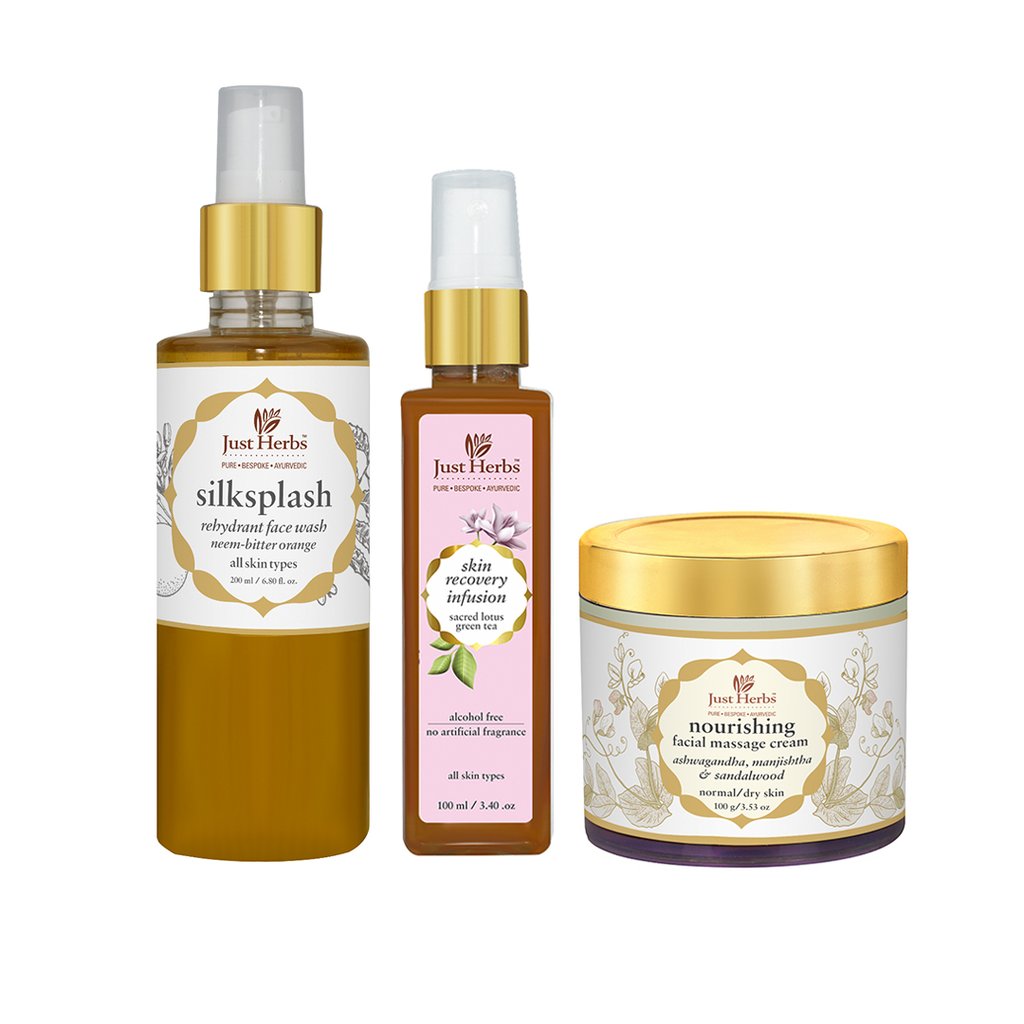 Just Herbs™
PURE • BESPOKE • AYURVEDIC
silksplash
rehydrant face wash
neem-bitter orange
all skin types
200 ml / 6.80 fl. oz.
Just Herbs™
PURE • BESPOKE • AYURVEDIC
skin
recovery
infusion
sacred lotus
green tea
alcohol free
no artificial fragrance
all skin types
100 ml / 3.40 .oz
Just Herbs™
PURE • BESPOKE • AYURVEDIC
nourishing
facial massage cream
ashwagandha, manjishtha
& sandalwood
normal/dry skin
100 g/3.53 oz